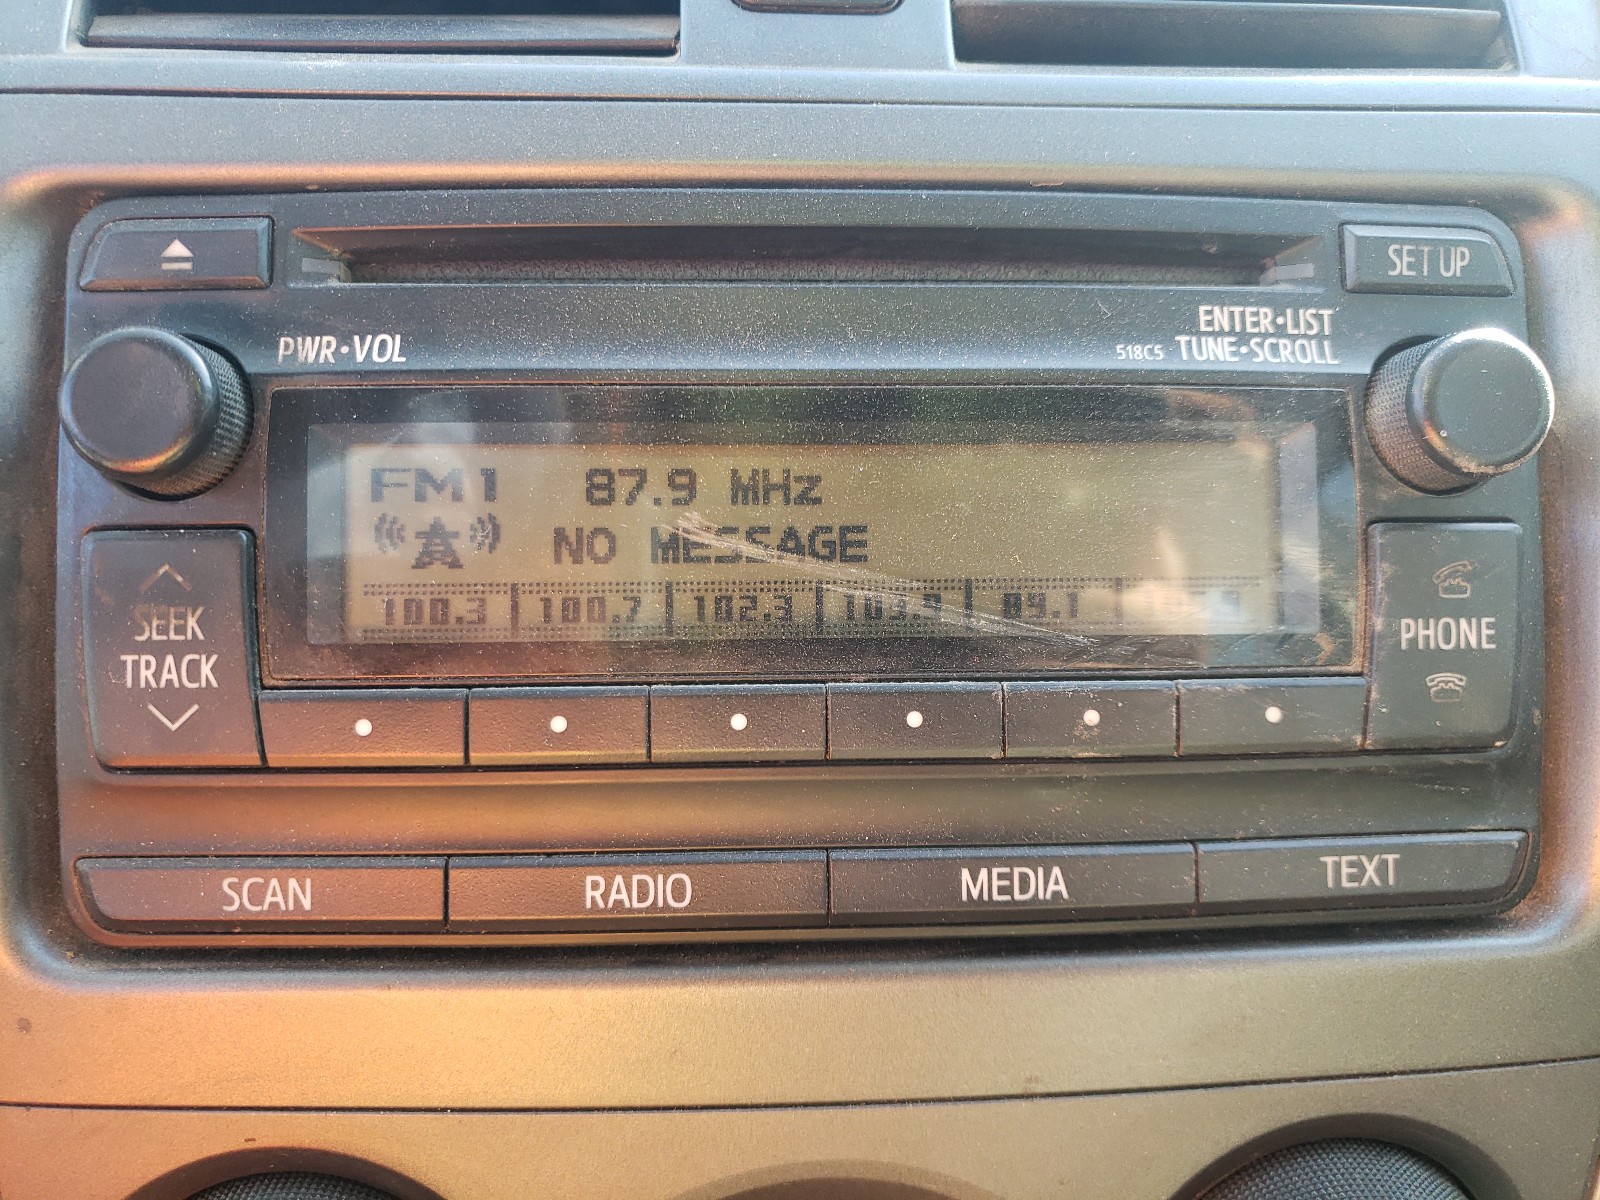 SET UP
PWR•VOL
ENTER•LIST
518C5 TUNE•SCROLL
FM1 87.9 MHz
NO MESSAGE
100.3 100.7 102.3 103.9 89.1
SEEK
TRACK
PHONE
SCAN RADIO MEDIA TEXT